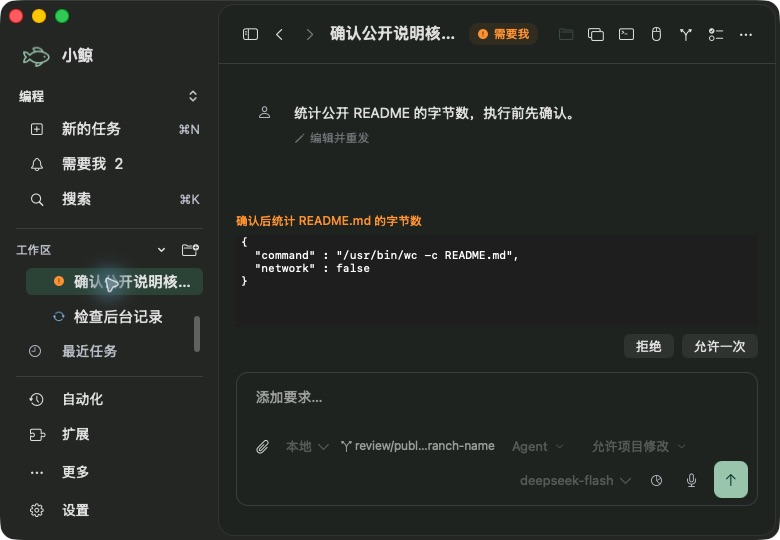 小鲸
编程
新的任务 ⌘N
需要我 2
搜索 ⌘K
工作区
确认公开说明核...
检查后台记录
最近任务
自动化
扩展
更多
设置
确认公开说明核... 需要我
统计公开 README 的字节数，执行前先确认。
编辑并重发
确认后统计 README.md 的字节数
{
"command" : "/usr/bin/wc -c README.md",
"network" : false
}
拒绝 允许一次
添加要求...
本地 review/publ...ranch-name Agent 允许项目修改
deepseek-flash